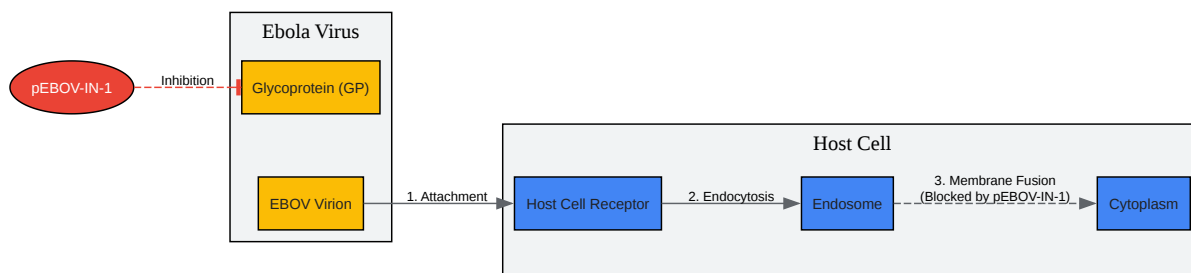 Ebola Virus
pEBOV-IN-1
Inhibition
Glycoprotein (GP)
Host Cell
EBOV Virion
1. Attachment
Host Cell Receptor
2. Endocytosis
Endosome
3. Membrane Fusion
(Blocked by pEBOV-IN-1)
Cytoplasm